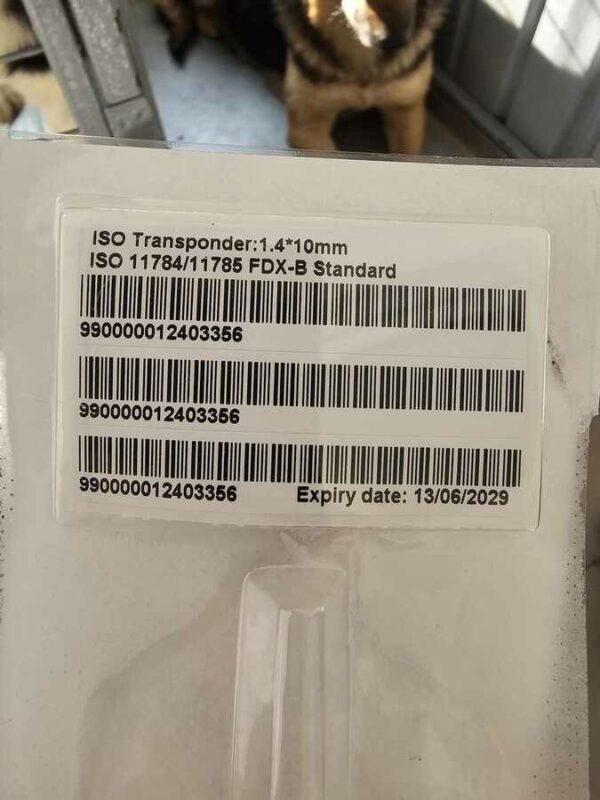 ISO Transponder:1.4*10mm
ISO 11784/11785 FDX-B Standard
990000012403356
990000012403356
990000012403356 Expiry date: 13/06/2029